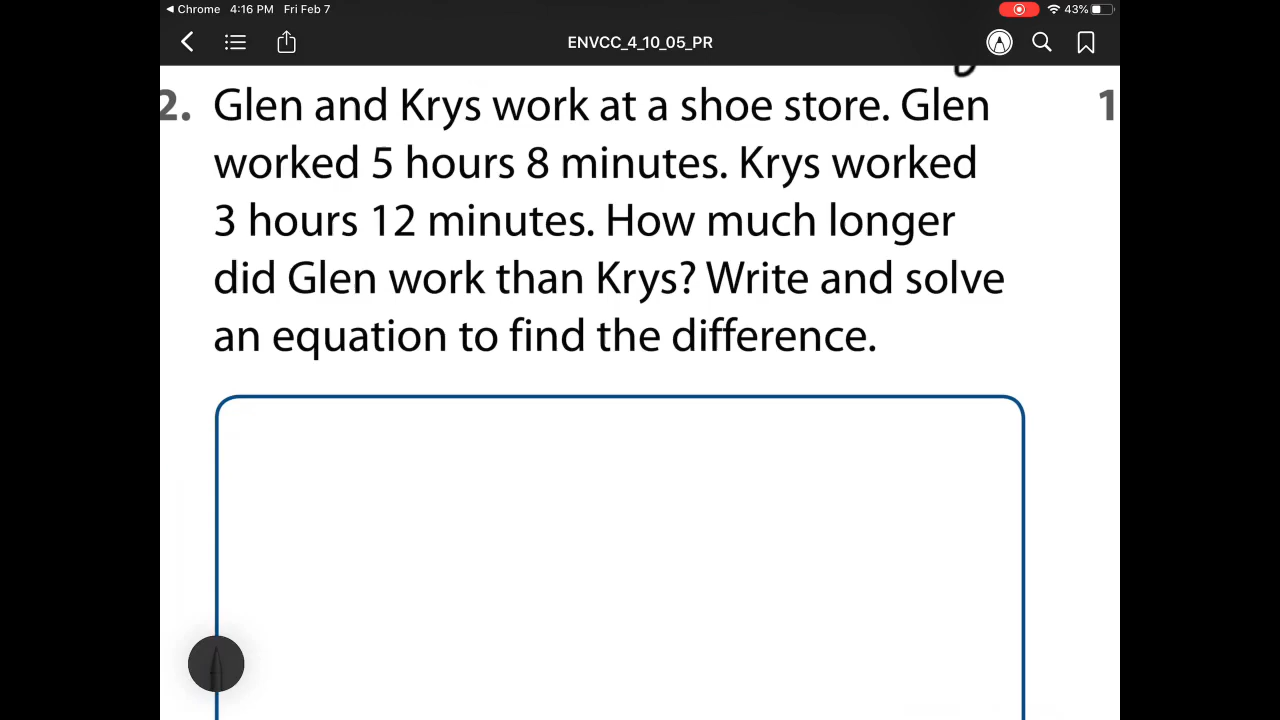 Chrome 4:16 PM Fri Feb 7
43%
ENVCC_4_10_05_PR
2. Glen and Krys work at a shoe store. Glen
worked 5 hours 8 minutes. Krys worked
3 hours 12 minutes. How much longer
did Glen work than Krys? Write and solve
an equation to find the difference.
1